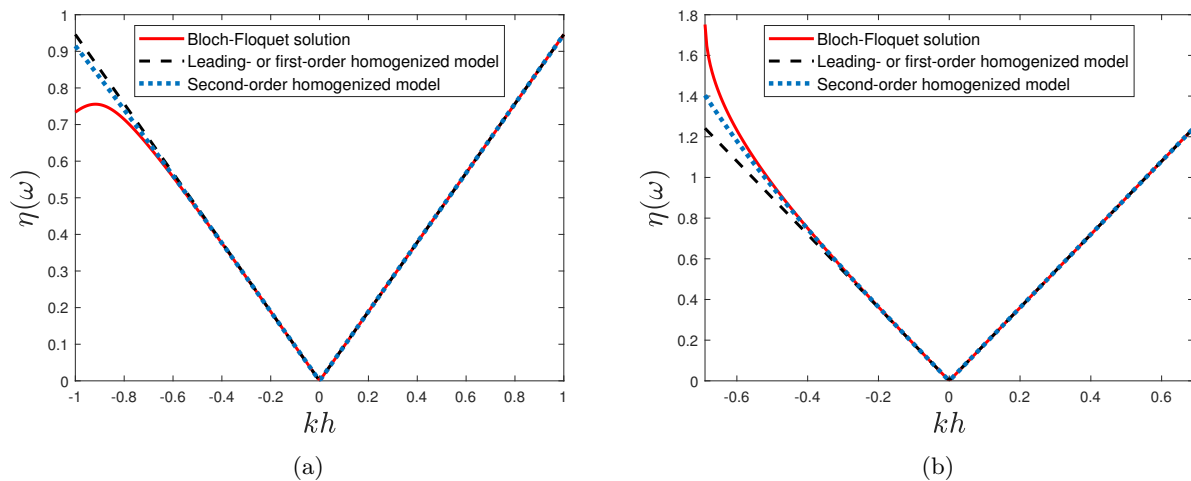 1
0.9
0.8
0.7
0.6
0.5
0.4
0.3
0.2
0.1
0
η(ω)
Bloch-Floquet solution
Leading- or first-order homogenized model
Second-order homogenized model
-1 -0.8 -0.6 -0.4 -0.2 0 0.2 0.4 0.6 0.8 1
kh
(a)
1.8
1.6
1.4
1.2
1
0.8
0.6
0.4
0.2
0
η(ω)
Bloch-Floquet solution
Leading- or first-order homogenized model
Second-order homogenized model
-0.6 -0.4 -0.2 0 0.2 0.4 0.6
kh
(b)